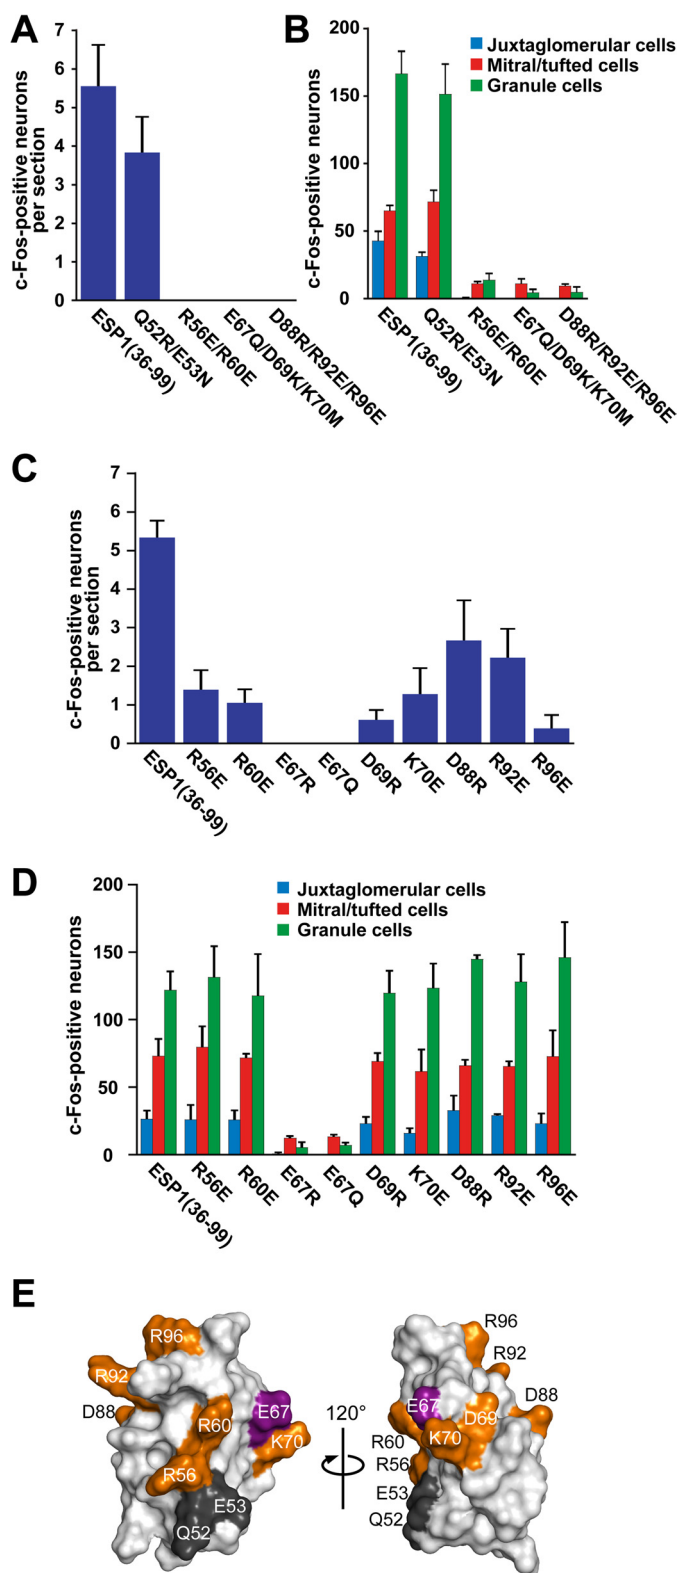 A
7
6
5
4
3
2
1
0
c-Fos-positive neurons
per section
ESP1(36-99)
Q52R/E53N
R56E/R60E
E67Q/D69K/K70M
D88R/R92E/R96E
B
200
150
100
50
0
c-Fos-positive neurons
Juxtaglomerular cells
Mitral/tufted cells
Granule cells
ESP1(36-99)
Q52R/E53N
R56E/R60E
E67Q/D69K/K70M
D88R/R92E/R96E
C
7
6
5
4
3
2
1
0
c-Fos-positive neurons
per section
ESP1(36-99)
R56E
R60E
E67R
E67Q
D69R
K70E
D88R
R92E
R96E
D
200
150
100
50
0
c-Fos-positive neurons
Juxtaglomerular cells
Mitral/tufted cells
Granule cells
ESP1(36-99)
R56E
R60E
E67R
E67Q
D69R
K70E
D88R
R92E
R96E
E
R96
R92
D88
R60
E67
K70
R56
E53
Q52
120°
R96
R92
D88
E67
D69
K70
R60
R56
E53
Q52